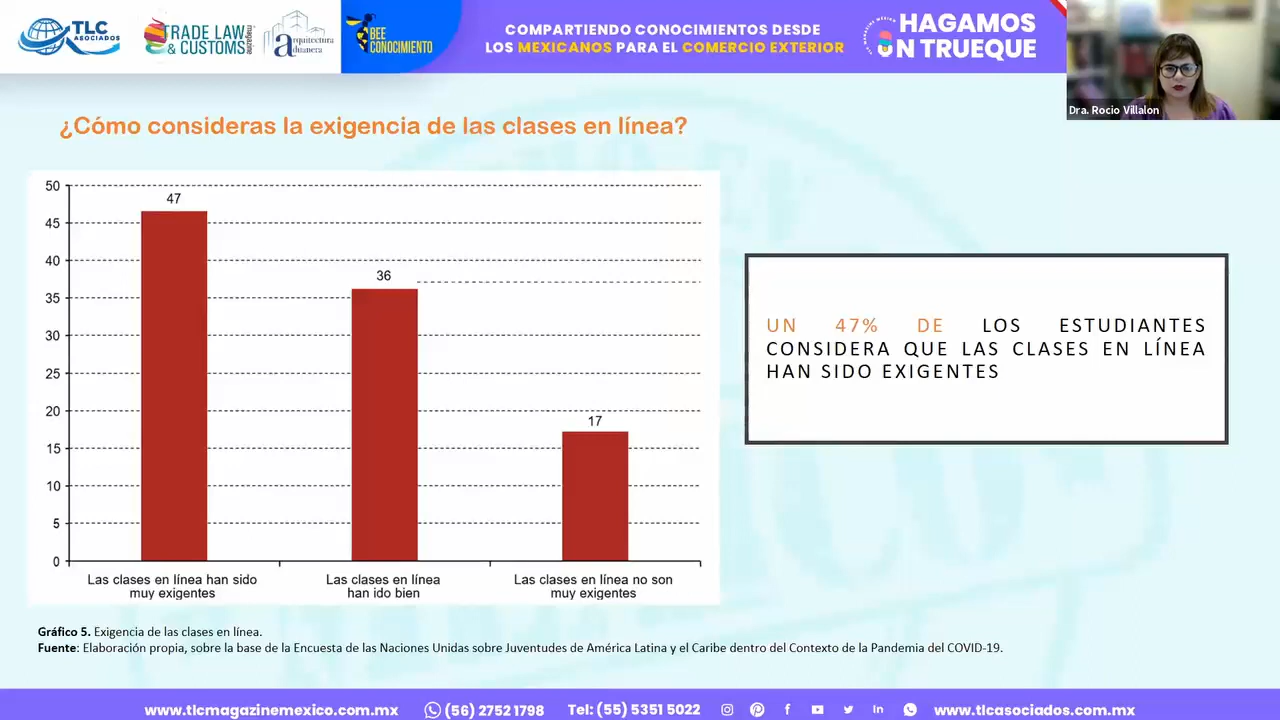 TLC
ASOCIADOS
TRADE LAW
& CUSTOMS
magazine
arquitectura
aduanera
BEE
CONOCIMIENTO
COMPARTIENDO CONOCIMIENTOS DESDE
LOS MEXICANOS PARA EL COMERCIO EXTERIOR
HAGAMOS
UN TRUEQUE
Dra. Rocio Villalon
¿Cómo consideras la exigencia de las clases en línea?
50
45
40
35
30
25
20
15
10
5
0
47
36
17
Las clases en línea han sido
muy exigentes
Las clases en línea
han ido bien
Las clases en línea no son
muy exigentes
UN 47% DE LOS ESTUDIANTES
CONSIDERA QUE LAS CLASES EN LÍNEA
HAN SIDO EXIGENTES
Gráfico 5. Exigencia de las clases en línea.
Fuente: Elaboración propia, sobre la base de la Encuesta de las Naciones Unidas sobre Juventudes de América Latina y el Caribe dentro del Contexto de la Pandemia del COVID-19.
www.tlcmagazinemexico.com.mx
(56) 2752 1798
Tel: (55) 5351 5022
www.tlcasociados.com.mx